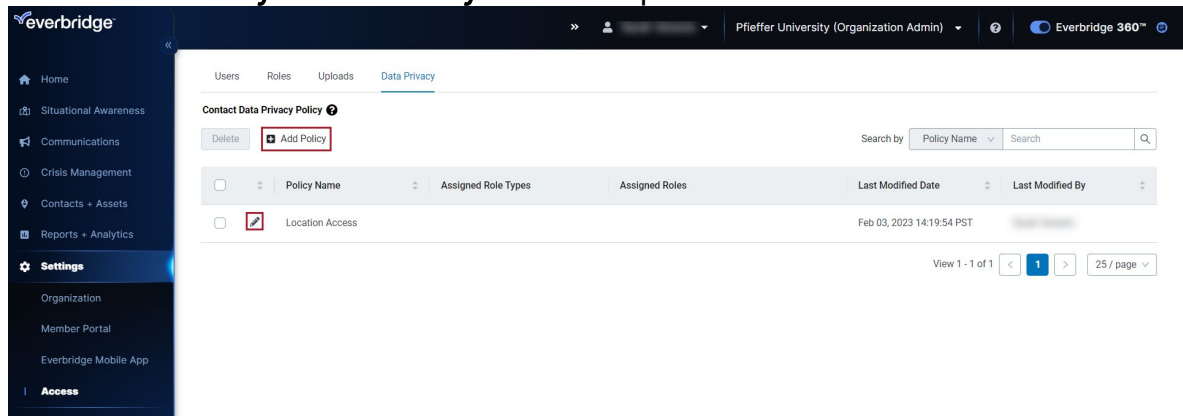 everbridge™
«
»
Pfieffer University (Organization Admin)
Everbridge 360™
Home
Situational Awareness
Communications
Crisis Management
Contacts + Assets
Reports + Analytics
Settings
Organization
Member Portal
Everbridge Mobile App
Access
Users Roles Uploads Data Privacy
Contact Data Privacy Policy ?
Delete + Add Policy
Search by Policy Name Search
Policy Name Assigned Role Types Assigned Roles Last Modified Date Last Modified By
Location Access Feb 03, 2023 14:19:54 PST
View 1 - 1 of 1 < 1 > 25 / page